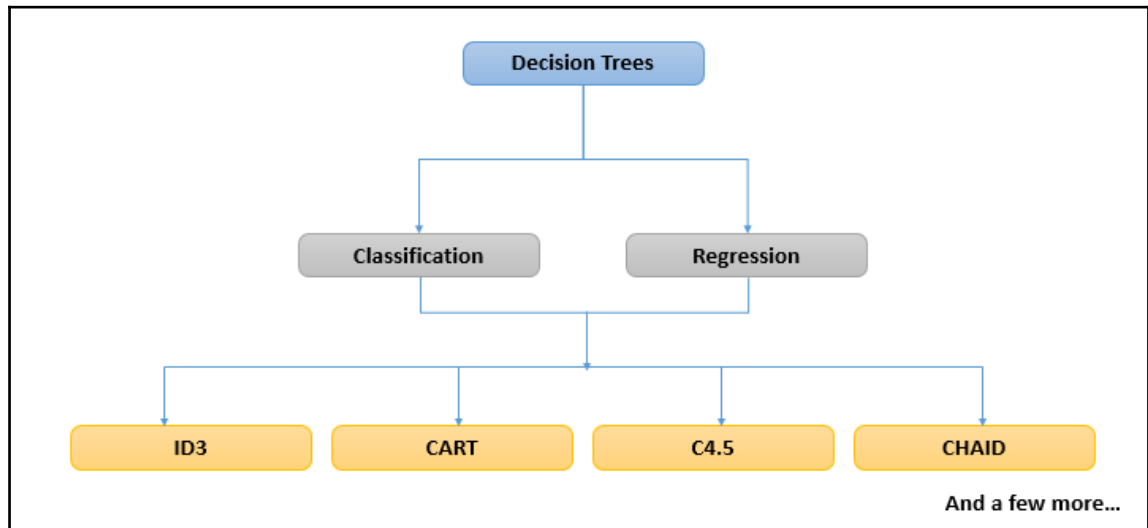 Decision Trees
Classification
Regression
ID3
CART
C4.5
CHAID
And a few more...